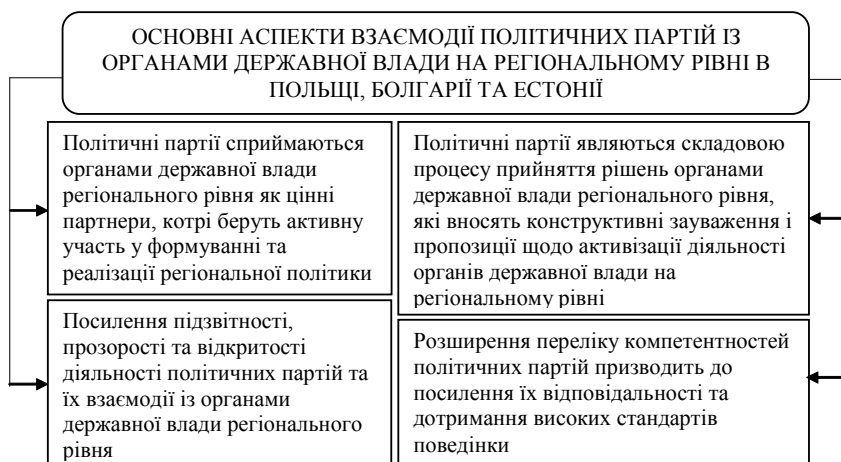 ОСНОВНІ АСПЕКТИ ВЗАЄМОДІЇ ПОЛІТИЧНИХ ПАРТІЙ ІЗ
ОРГАНАМИ ДЕРЖАВНОЇ ВЛАДИ НА РЕГІОНАЛЬНОМУ РІВНІ В
ПОЛЬЩІ, БОЛГАРІЇ ТА ЕСТОНІЇ
Політичні партії сприймаються
органами державної влади
регіонального рівня як цінні
партнери, котрі беруть активну
участь у формуванні та
реалізації регіональної політики
Політичні партії являються складовою
процесу прийняття рішень органами
державної влади регіонального рівня,
які вносять конструктивні зауваження і
пропозиції щодо активізації діяльності
органів державної влади на
регіональному рівні
Посилення підзвітності,
прозорості та відкритості
діяльності політичних партій та
їх взаємодії із органами
державної влади регіонального
рівня
Розширення переліку компетентностей
політичних партій призводить до
посилення їх відповідальності та
дотримання високих стандартів
поведінки